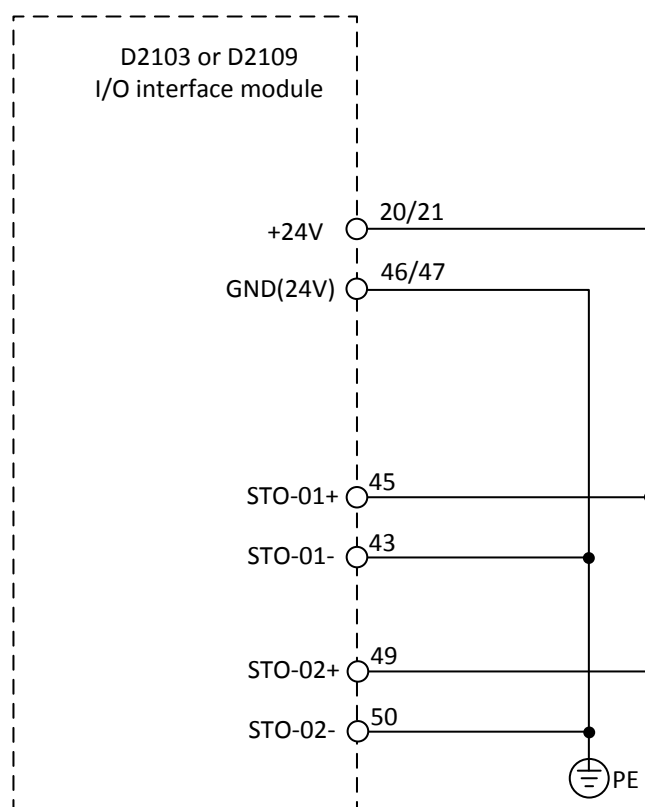 D2103 or D2109
I/O interface module
+24V 20/21
GND(24V) 46/47
STO-01+ 45
STO-01- 43
STO-02+ 49
STO-02- 50
PE